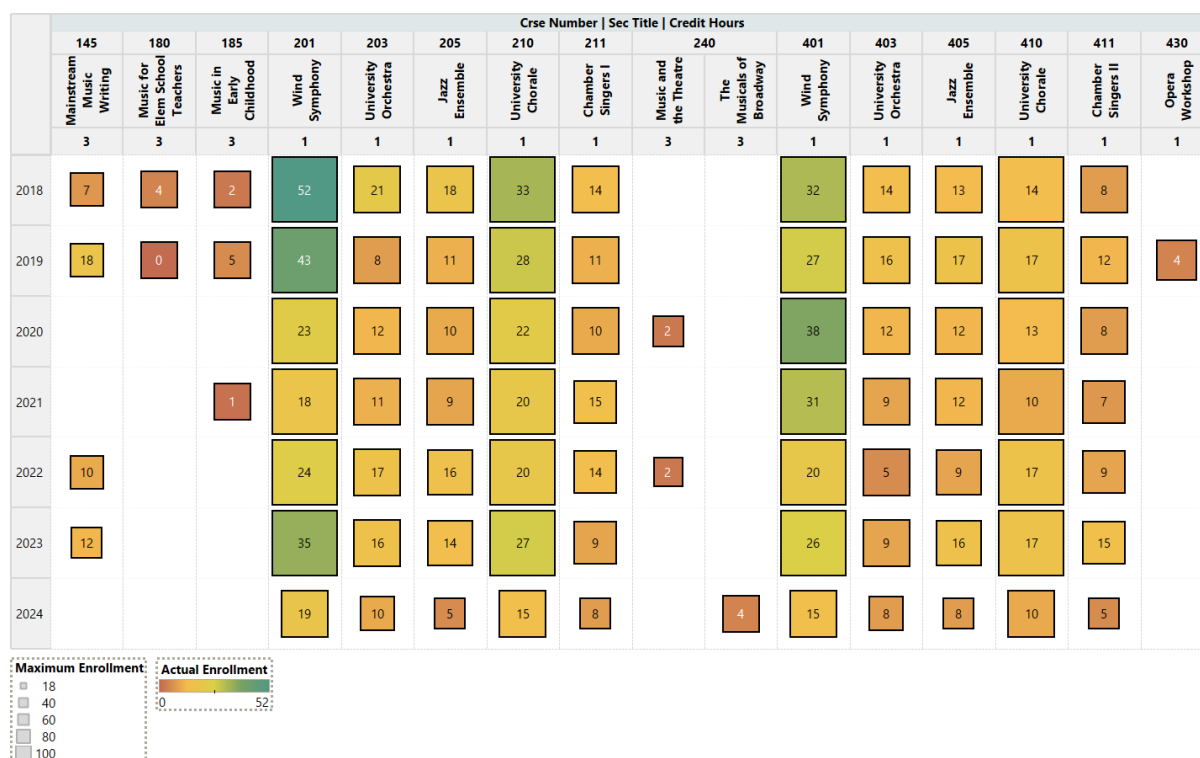 Crse Number | Sec Title | Credit Hours
145 180 185 201 203 205 210 211 240 401 403 405 410 411 430
Mainstream Music Writing
Music for Elem School Teachers
Music in Early Childhood
Wind Symphony
University Orchestra
Jazz Ensemble
University Chorale
Chamber Singers I
Music and the Theatre
The Musicals of Broadway
Wind Symphony
University Orchestra
Jazz Ensemble
University Chorale
Chamber Singers II
Opera Workshop
3 3 3 1 1 1 1 1 3 3 1 1 1 1 1 1
2018 7 4 2 52 21 18 33 14 32 14 13 14 8
2019 18 0 5 43 8 11 28 11 27 16 17 17 12 4
2020 23 12 10 22 10 2 38 12 12 13 8
2021 1 18 11 9 20 15 31 9 12 10 7
2022 10 24 17 16 20 14 2 20 5 9 17 9
2023 12 35 16 14 27 9 26 9 16 17 15
2024 19 10 5 15 8 4 15 8 8 10 5
Maximum Enrollment
18
40
60
80
100
Actual Enrollment
0 52